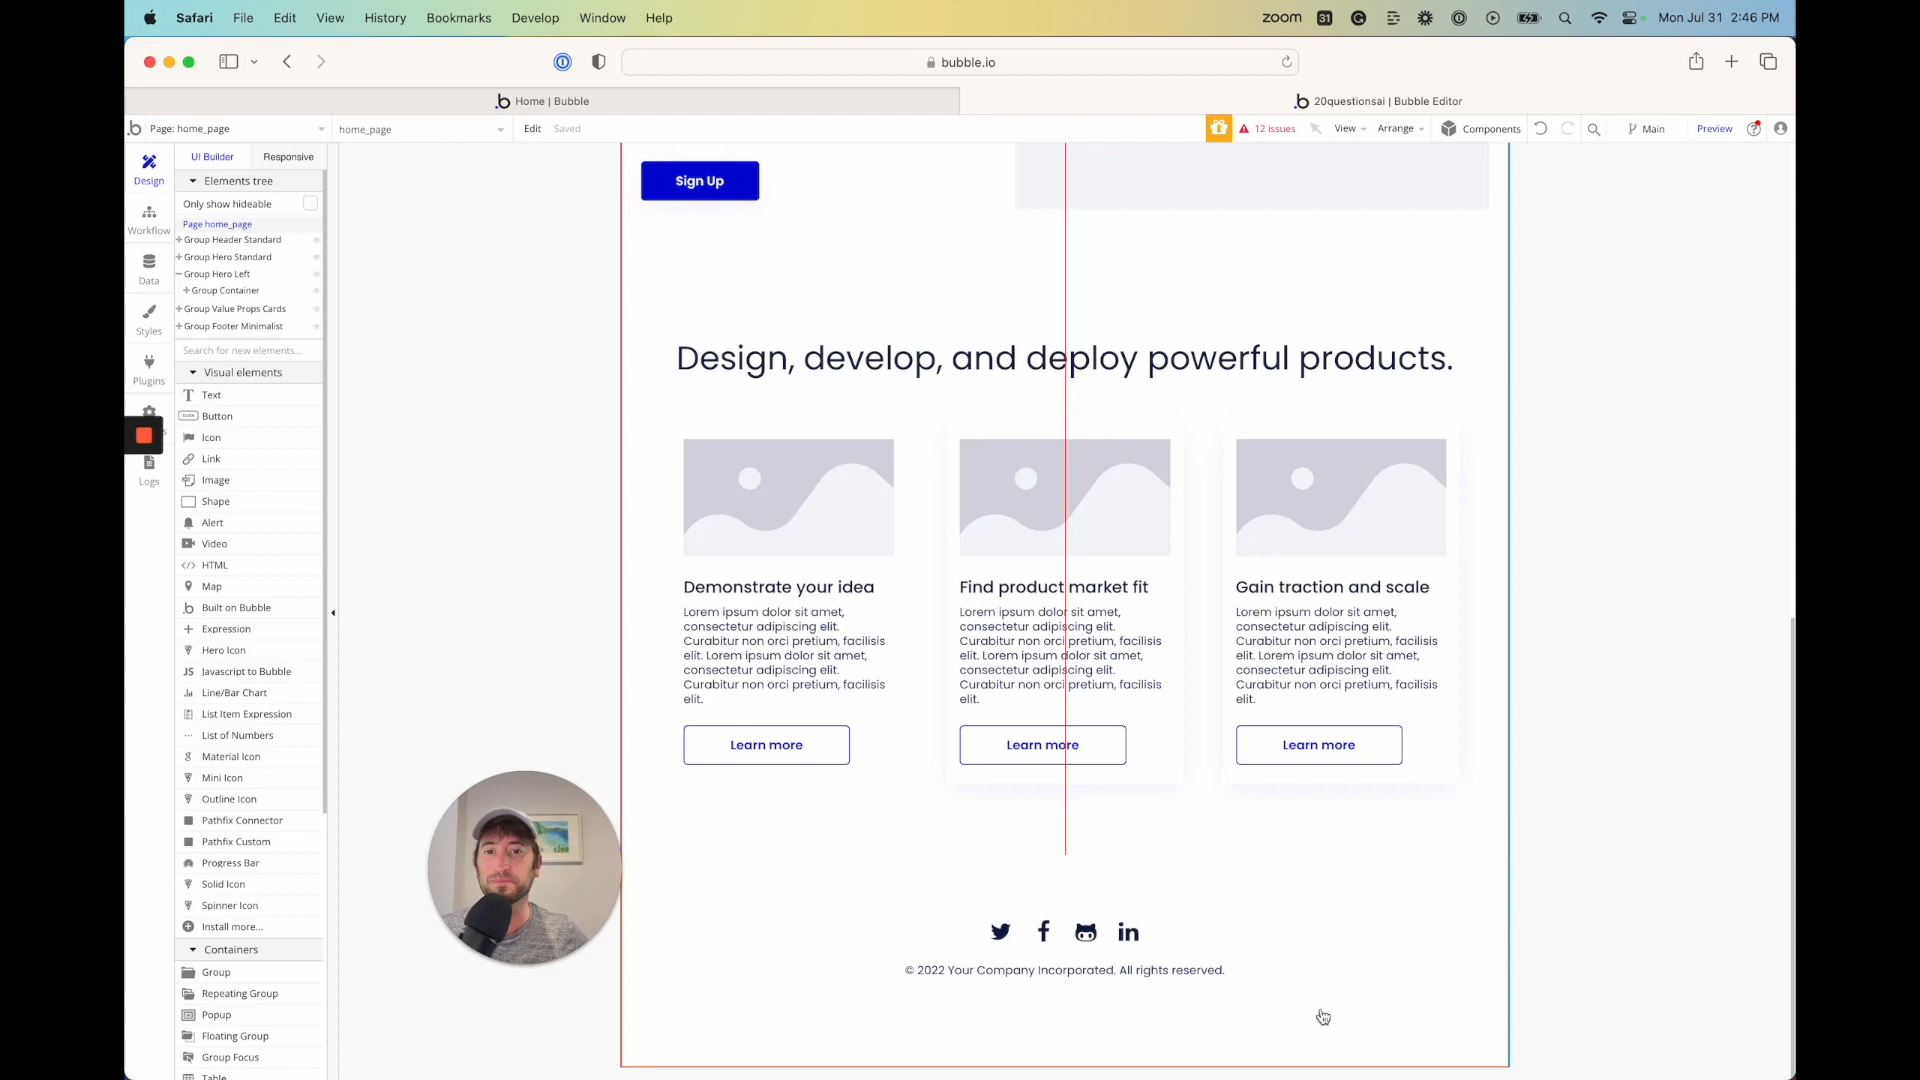 Safari File Edit View History Bookmarks Develop Window Help
zoom 31 Mon Jul 31 2:46 PM
bubble.io
Home | Bubble
20questionsai | Bubble Editor
Page: home_page
home_page
Edit Saved
12 issues
View Arrange Components Main Preview
UI Builder Responsive
Design
Elements tree
Only show hideable
Page home_page
Group Header Standard
Group Hero Standard
Group Hero Left
Group Container
Group Value Props Cards
Group Footer Minimalist
Search for new elements...
Workflow
Data
Styles
Plugins
Logs
Visual elements
Text
Button
Icon
Link
Image
Shape
Alert
Video
HTML
Map
Built on Bubble
Expression
Hero Icon
JS Javascript to Bubble
Line/Bar Chart
List Item Expression
List of Numbers
Material Icon
Mini Icon
Outline Icon
Pathfix Connector
Pathfix Custom
Progress Bar
Solid Icon
Spinner Icon
Install more...
Containers
Group
Repeating Group
Popup
Floating Group
Group Focus
Table
Sign Up
Design, develop, and deploy powerful products.
Demonstrate your idea
Lorem ipsum dolor sit amet,
consectetur adipiscing elit.
Curabitur non orci pretium, facilisis
elit. Lorem ipsum dolor sit amet,
consectetur adipiscing elit.
Curabitur non orci pretium, facilisis
elit.
Learn more
Find product market fit
Lorem ipsum dolor sit amet,
consectetur adipiscing elit.
Curabitur non orci pretium, facilisis
elit. Lorem ipsum dolor sit amet,
consectetur adipiscing elit.
Curabitur non orci pretium, facilisis
elit.
Learn more
Gain traction and scale
Lorem ipsum dolor sit amet,
consectetur adipiscing elit.
Curabitur non orci pretium, facilisis
elit. Lorem ipsum dolor sit amet,
consectetur adipiscing elit.
Curabitur non orci pretium, facilisis
elit.
Learn more
© 2022 Your Company Incorporated. All rights reserved.